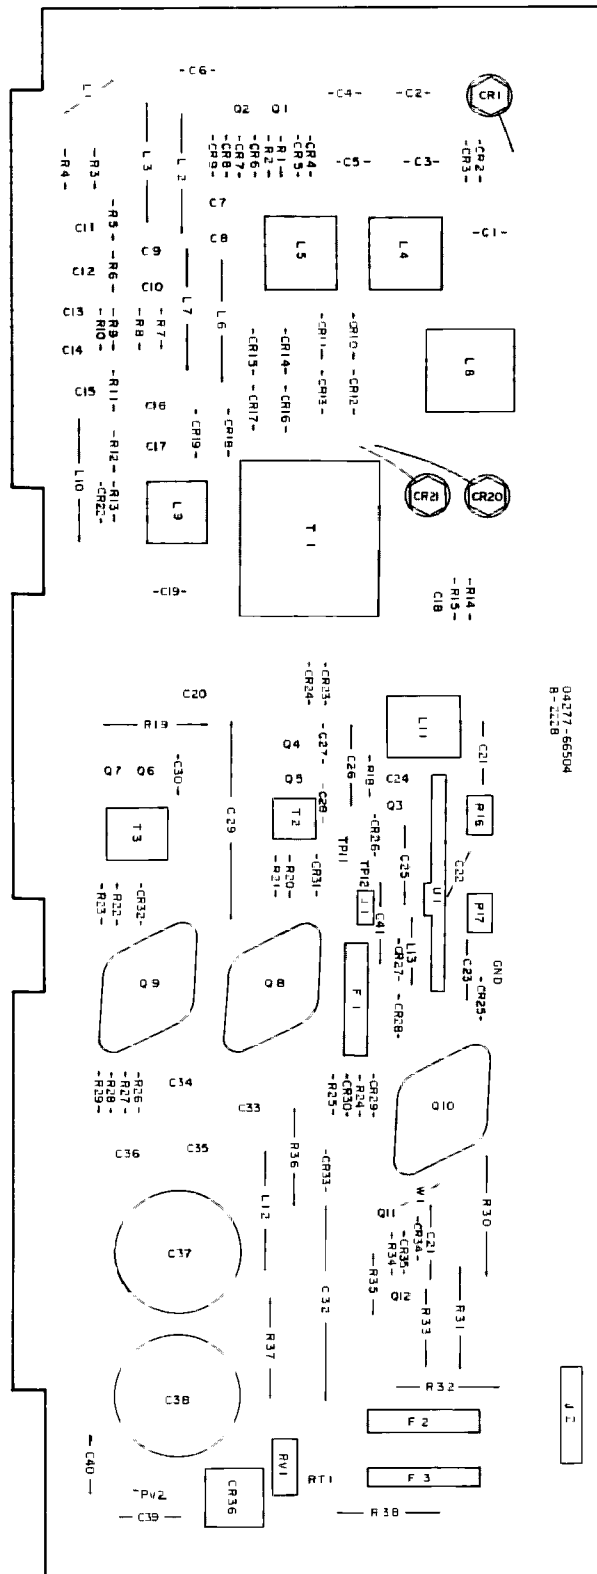 -C6-
-C4-
-C2-
CR1
L1
Q2
Q1
-R4-
-R3-
L3
L2
-CR9-
-CR8-
-CR7-
-CR6-
-R2-
-R1-
-CR5-
-CR4-
-C5-
-C3-
-CR3-
-CR2-
C7
C11
-R5-
C8
L5
L4
-C1-
C9
C12
-R6-
C10
L7
L6
C13
-R10-
-R9-
-R8-
-R7-
C14
-CR15-
-CR14-
-CR11-
-CR10-
L8
C15
-R11-
C16
-CR17-
-CR16-
-CR13-
-CR12-
-CR19-
-CR18-
C17
-R12-
L10
-CR22-
-R13-
L9
T1
CR21
CR20
-C19-
C18
-R15-
-R14-
C20
-CR24-
-CR23-
04277-66504
B-2228
R19
L11
Q4
-C27-
C26
C21
Q7
Q6
-C30-
Q5
-R18-
C24
C29
-C28-
Q3
R16
T3
T2
TP11
-CR26-
C25
U1
C22
-R21-
-R20-
-CR31-
TP12
J1
-R23-
-R22-
-CR32-
C41
L13
R17
Q9
Q8
F1
-CR27-
C23
GND
-CR25-
-CR28-
-R29-
-R28-
-R27-
-R26-
C34
-R25-
-CR30-
-R24-
-CR29-
Q10
C33
C36
C35
R36
-CR33-
W1
R30
L12
Q11
C37
C32
R35
-R34-
-CR35-
-CR34-
C21
Q12
R37
R33
R31
C38
R32
J2
F2
C40
RV1
RT1
F3
CR36
C39
R38